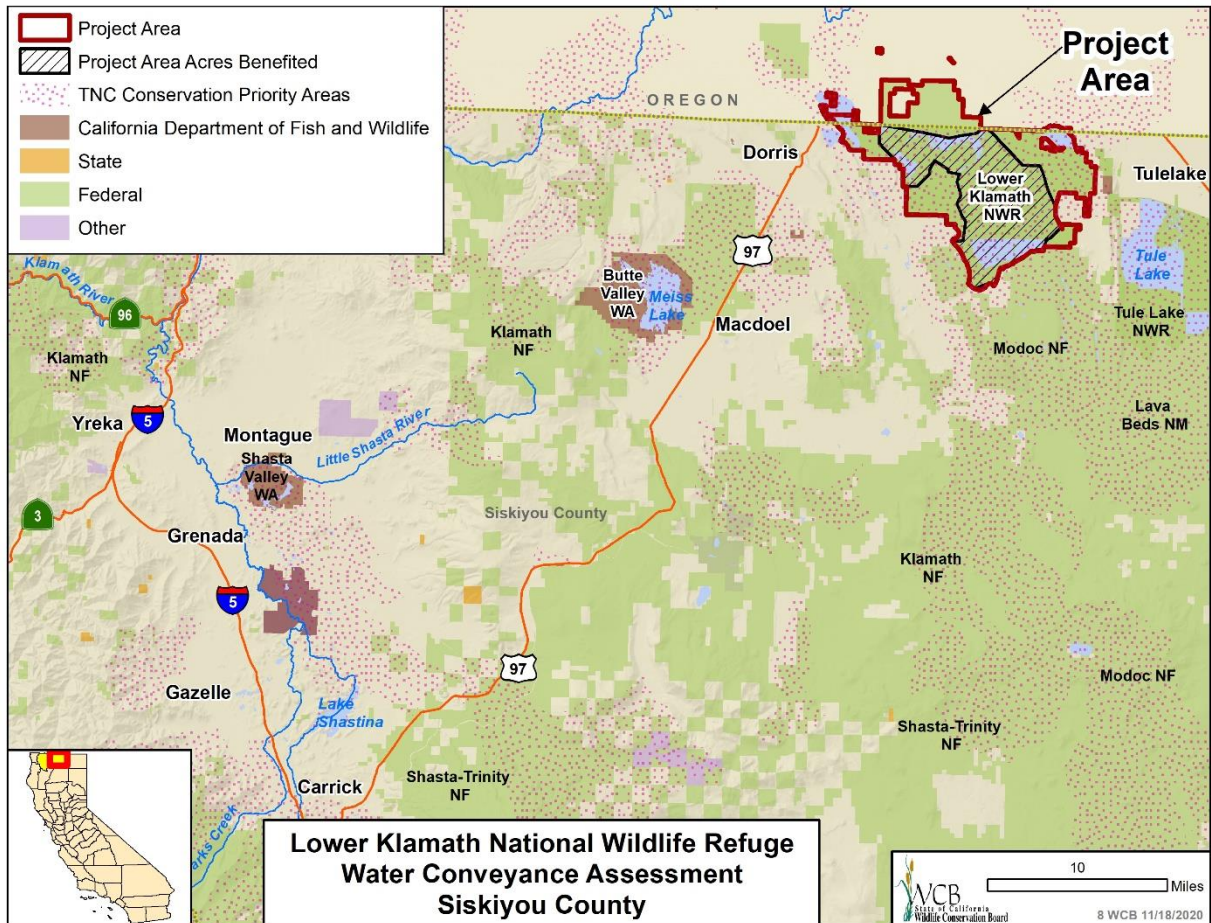 Project Area
Project Area Acres Benefited
TNC Conservation Priority Areas
California Department of Fish and Wildlife
State
Federal
Other
Project
Area
OREGON
Dorris
Tulelake
Lower
Klamath
NWR
97
Butte
Valley
WA
Meiss
Lake
Tule
Lake
Macdoel
Tule Lake
NWR
Klamath River
96
Klamath
NF
Klamath
NF
Modoc NF
Yreka
5
Lava
Beds NM
Montague
Little Shasta River
Shasta
Valley
WA
3
Grenada
Siskiyou County
Klamath
NF
5
97
Gazelle
Modoc NF
Lake
Shastina
Shasta-Trinity
NF
Carrick
Shasta-Trinity
NF
arks Creek
Lower Klamath National Wildlife Refuge
Water Conveyance Assessment
Siskiyou County
WCB
State of California
Wildlife Conservation Board
10
Miles
8 WCB 11/18/2020